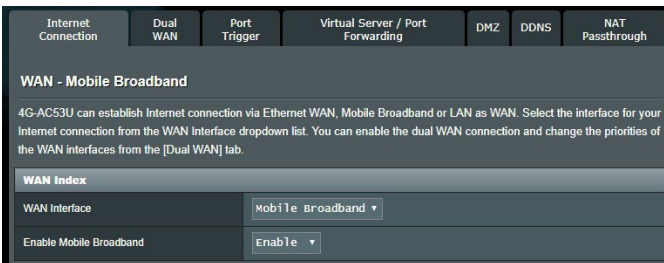 Internet Connection
Dual WAN
Port Trigger
Virtual Server / Port Forwarding
DMZ
DDNS
NAT Passthrough
WAN - Mobile Broadband
4G-AC53U can establish Internet connection via Ethernet WAN, Mobile Broadband or LAN as WAN. Select the interface for your
Internet connection from the WAN Interface dropdown list. You can enable the dual WAN connection and change the priorities of
the WAN interfaces from the [Dual WAN] tab.
WAN Index
WAN Interface
Mobile Broadband
Enable Mobile Broadband
Enable